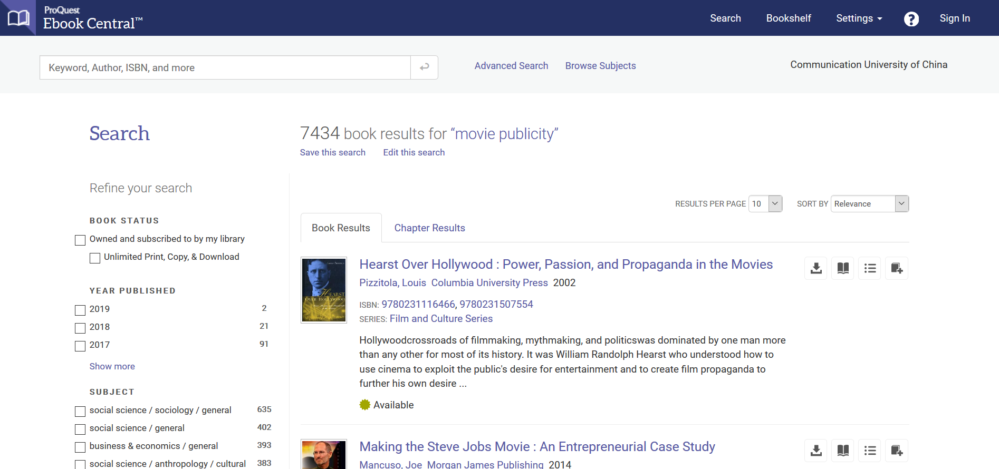 ProQuest
Ebook Central™
Search
Bookshelf
Settings
?
Sign In
Keyword, Author, ISBN, and more
Advanced Search
Browse Subjects
Communication University of China
Search
7434 book results for “movie publicity”
Save this search
Edit this search
Refine your search
BOOK STATUS
Owned and subscribed to by my library
Unlimited Print, Copy, & Download
YEAR PUBLISHED
2019 2
2018 21
2017 91
Show more
SUBJECT
social science / sociology / general 635
social science / general 402
business & economics / general 393
social science / anthropology / cultural 383
RESULTS PER PAGE 10
SORT BY Relevance
Book Results
Chapter Results
HEARST
OVER HOLLYWOOD
Hearst Over Hollywood : Power, Passion, and Propaganda in the Movies
Pizzitola, Louis Columbia University Press 2002
ISBN: 9780231116466, 9780231507554
SERIES: Film and Culture Series
Hollywoodcrossroads of filmmaking, mythmaking, and politicswas dominated by one man more
than any other for most of its history. It was William Randolph Hearst who understood how to
use cinema to exploit the public's desire for entertainment and to create film propaganda to
further his own desire ...
Available
Making the Steve Jobs Movie : An Entrepreneurial Case Study
Mancuso, Joe Morgan James Publishing 2014